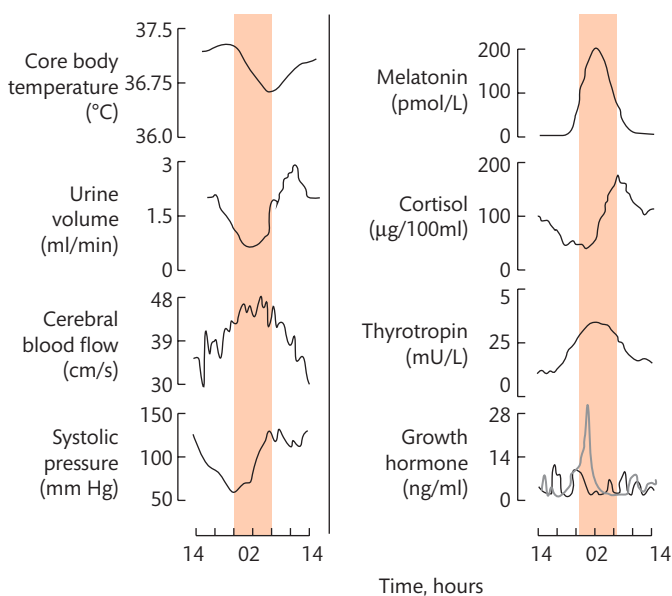 Core body
temperature
(°C)
37.5
36.75
36.0
Urine
volume
(ml/min)
3
1.5
0
Cerebral
blood flow
(cm/s)
48
39
30
Systolic
pressure
(mm Hg)
150
100
50
14 02 14
Melatonin
(pmol/L)
200
100
0
Cortisol
(µg/100ml)
200
100
0
Thyrotropin
(mU/L)
5
25
0
Growth
hormone
(ng/ml)
28
14
0
14 02 14
Time, hours